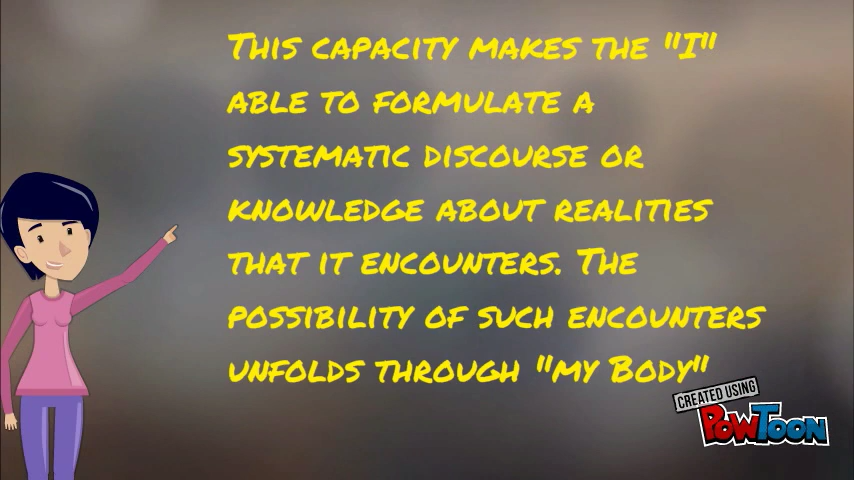 This capacity makes the "I"
able to formulate a
systematic discourse or
knowledge about realities
that it encounters. The
possibility of such encounters
unfolds through "my Body"
CREATED USING
POWTOON